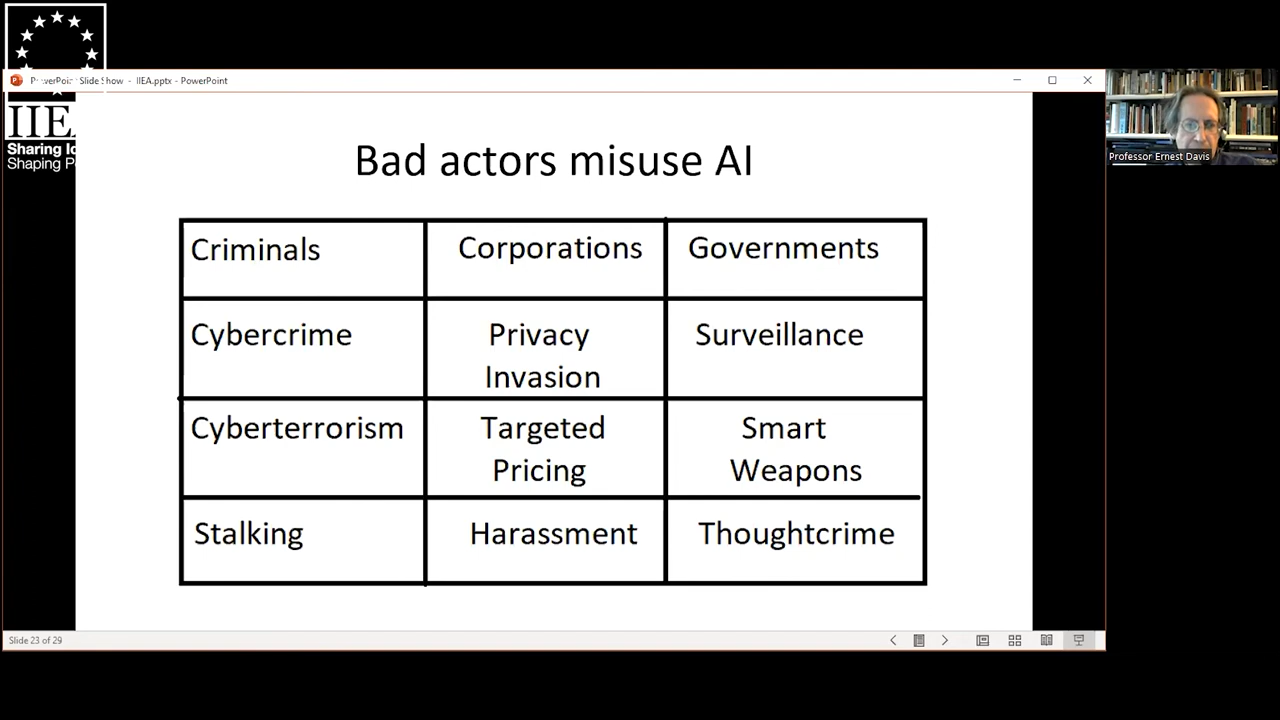 PowerPoint Slide Show - IIEA.pptx - PowerPoint
IIEA
Sharing
Shaping
Professor Ernest Davis
Bad actors misuse AI
Criminals Corporations Governments
Cybercrime Privacy Invasion Surveillance
Cyberterrorism Targeted Pricing Smart Weapons
Stalking Harassment Thoughtcrime
Slide 23 of 29